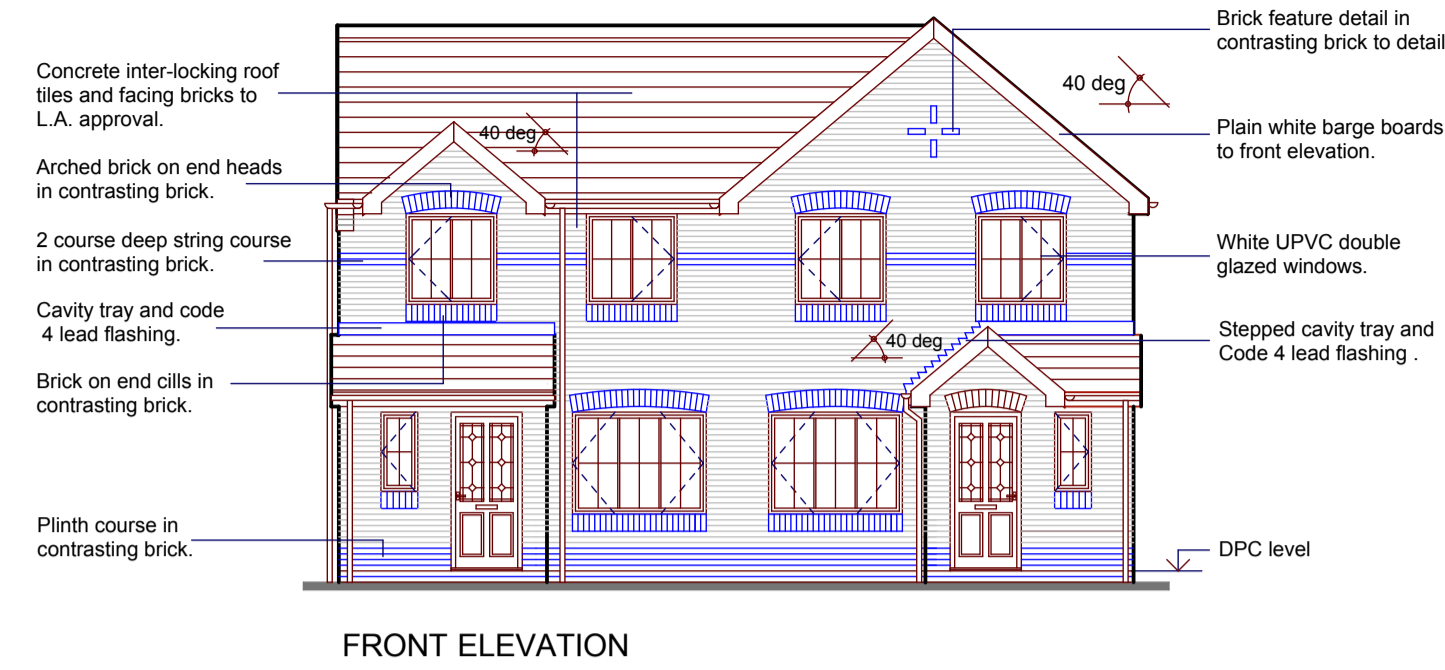 Concrete inter-locking roof
tiles and facing bricks to
L.A. approval.
Arched brick on end heads
in contrasting brick.
2 course deep string course
in contrasting brick.
Cavity tray and code
4 lead flashing.
Brick on end cills in
contrasting brick.
Plinth course in
contrasting brick.
40 deg
40 deg
40 deg
Brick feature detail in
contrasting brick to detail
Plain white barge boards
to front elevation.
White UPVC double
glazed windows.
Stepped cavity tray and
Code 4 lead flashing .
DPC level
FRONT ELEVATION